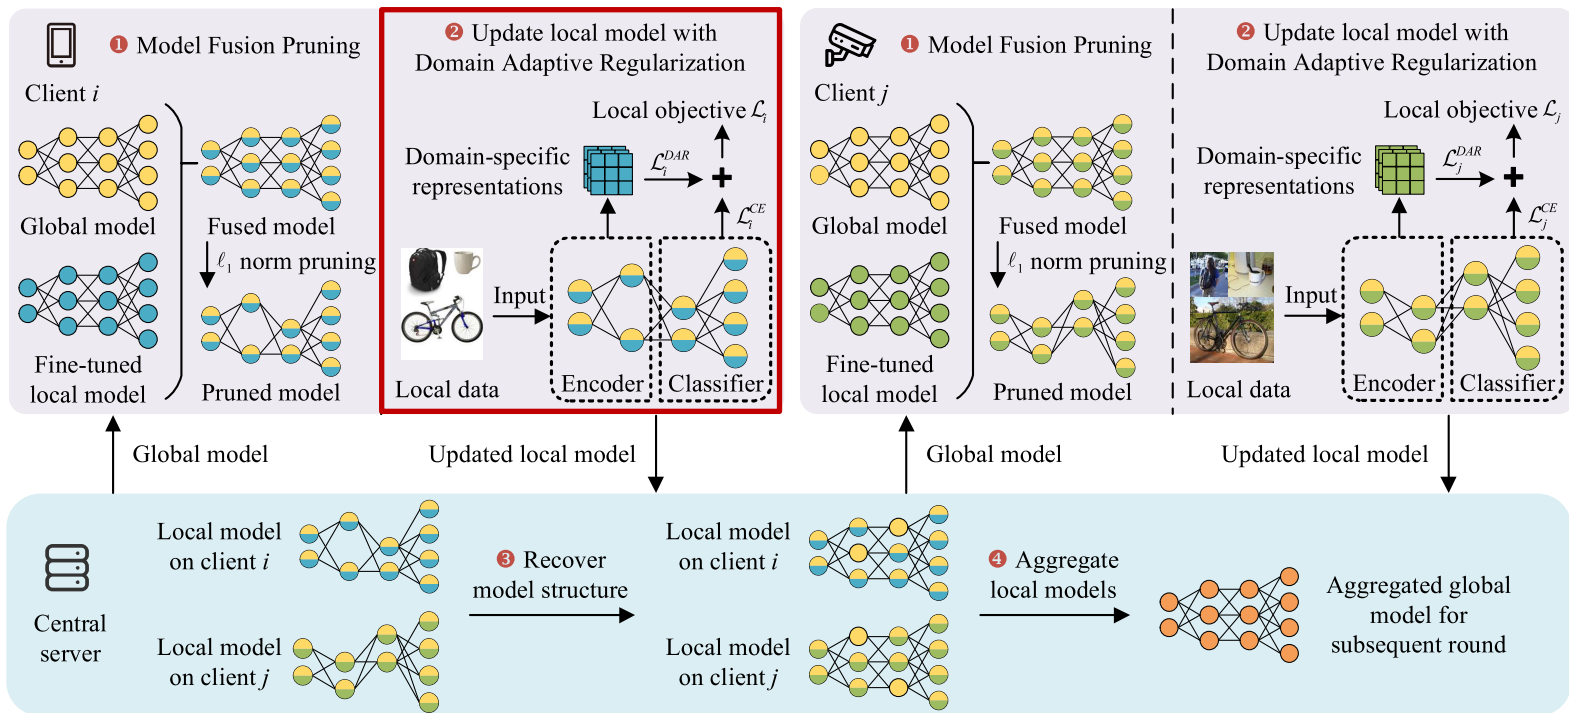 ❶ Model Fusion Pruning
Client i
Global model
Fine-tuned
local model
Fused model
ℓ₁ norm pruning
Pruned model
❷ Update local model with
Domain Adaptive Regularization
Local objective ℒᵢ
Domain-specific
representations
ℒᵢᴰᴬᴿ
ℒᵢᶜᴱ
Input
Local data
Encoder
Classifier
❶ Model Fusion Pruning
Client j
Global model
Fine-tuned
local model
Fused model
ℓ₁ norm pruning
Pruned model
❷ Update local model with
Domain Adaptive Regularization
Local objective ℒⱼ
Domain-specific
representations
ℒⱼᴰᴬᴿ
ℒⱼᶜᴱ
Input
Local data
Encoder
Classifier
Global model
Updated local model
Global model
Updated local model
Central
server
Local model
on client i
Local model
on client j
❸ Recover
model structure
Local model
on client i
Local model
on client j
❹ Aggregate
local models
Aggregated global
model for
subsequent round